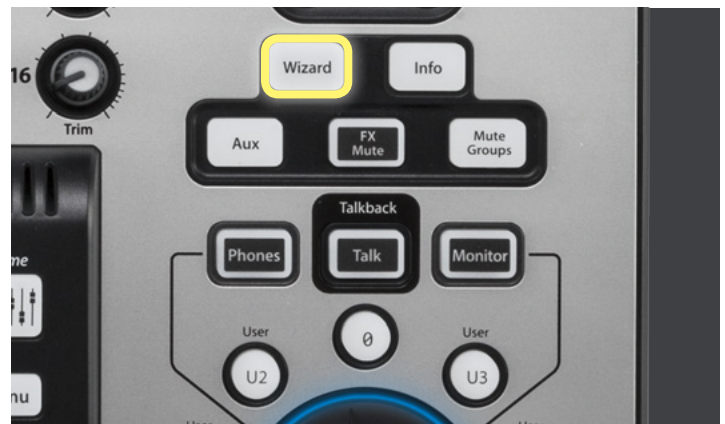 Wizard
Info
16
Trim
Aux
FX
Mute
Mute
Groups
Talkback
Phones
Talk
Monitor
User
0
User
U2
U3